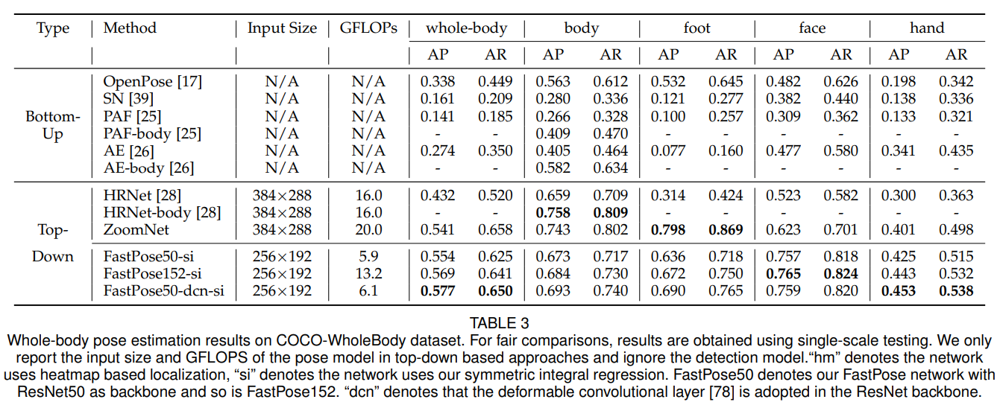 Type Method Input Size GFLOPs whole-body body foot face hand
AP AR AP AR AP AR AP AR AP AR
OpenPose [17] N/A N/A 0.338 0.449 0.563 0.612 0.532 0.645 0.482 0.626 0.198 0.342
SN [39] N/A N/A 0.161 0.209 0.280 0.336 0.121 0.277 0.382 0.440 0.138 0.336
Bottom- PAF [25] N/A N/A 0.141 0.185 0.266 0.328 0.100 0.257 0.309 0.362 0.133 0.321
Up PAF-body [25] N/A N/A - - 0.409 0.470 - - - - - -
AE [26] N/A N/A 0.274 0.350 0.405 0.464 0.077 0.160 0.477 0.580 0.341 0.435
AE-body [26] N/A N/A - - 0.582 0.634 - - - - - -
HRNet [28] 384×288 16.0 0.432 0.520 0.659 0.709 0.314 0.424 0.523 0.582 0.300 0.363
HRNet-body [28] 384×288 16.0 - - 0.758 0.809 - - - - - -
Top- ZoomNet 384×288 20.0 0.541 0.658 0.743 0.802 0.798 0.869 0.623 0.701 0.401 0.498
Down FastPose50-si 256×192 5.9 0.554 0.625 0.673 0.717 0.636 0.718 0.757 0.818 0.425 0.515
FastPose152-si 256×192 13.2 0.569 0.641 0.684 0.730 0.672 0.750 0.765 0.824 0.443 0.532
FastPose50-dcn-si 256×192 6.1 0.577 0.650 0.693 0.740 0.690 0.765 0.759 0.820 0.453 0.538
TABLE 3
Whole-body pose estimation results on COCO-WholeBody dataset. For fair comparisons, results are obtained using single-scale testing. We only
report the input size and GFLOPS of the pose model in top-down based approaches and ignore the detection model.“hm” denotes the network
uses heatmap based localization, “si” denotes the network uses our symmetric integral regression. FastPose50 denotes our FastPose network with
ResNet50 as backbone and so is FastPose152. “dcn” denotes that the deformable convolutional layer [78] is adopted in the ResNet backbone.